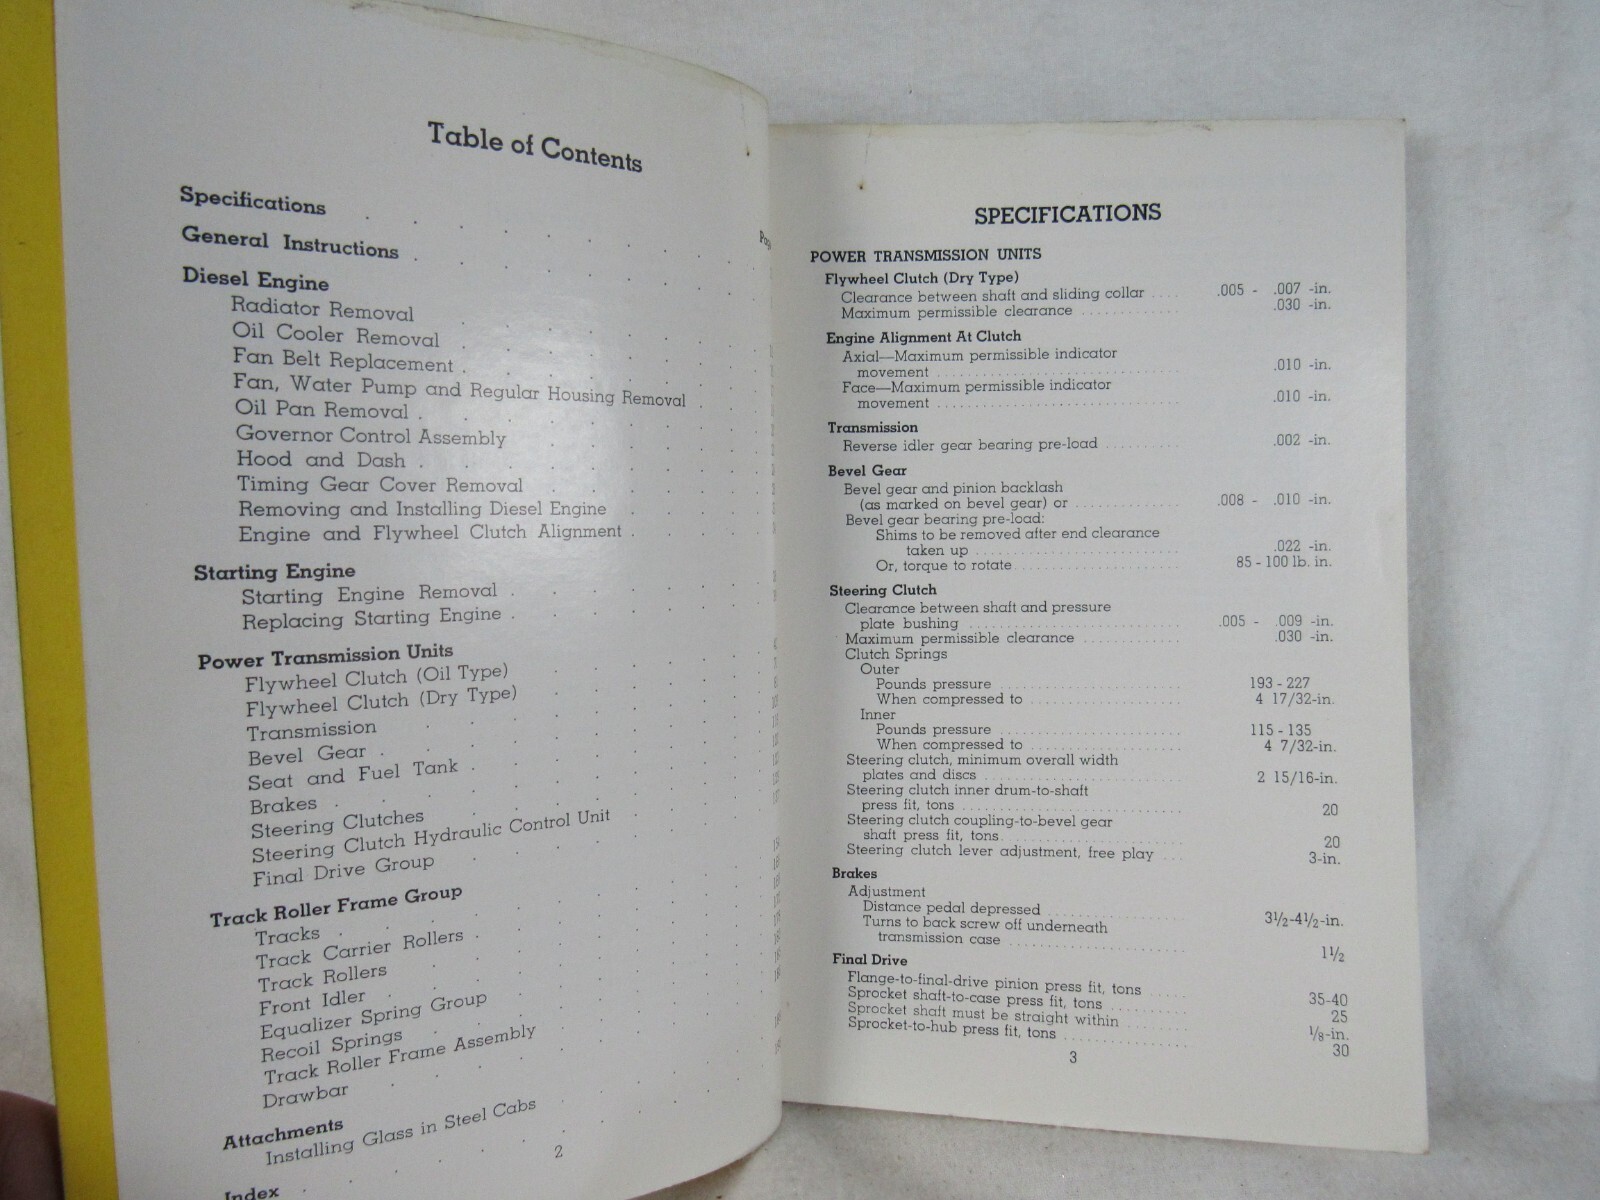 Table of Contents
Specifications
General Instructions
Diesel Engine
Radiator Removal
Oil Cooler Removal
Fan Belt Replacement
Fan, Water Pump and Regular Housing Removal
Oil Pan Removal
Governor Control Assembly
Hood and Dash
Timing Gear Cover Removal
Removing and Installing Diesel Engine
Engine and Flywheel Clutch Alignment
Starting Engine
Starting Engine Removal
Replacing Starting Engine
Power Transmission Units
Flywheel Clutch (Oil Type)
Flywheel Clutch (Dry Type)
Transmission
Bevel Gear
Seat and Fuel Tank
Brakes
Steering Clutches
Steering Clutch Hydraulic Control Unit
Final Drive Group
Track Roller Frame Group
Tracks
Track Carrier Rollers
Track Rollers
Front Idler
Equalizer Spring Group
Recoil Springs
Track Roller Frame Assembly
Drawbar
Attachments
Installing Glass in Steel Cabs
Index
2
SPECIFICATIONS
POWER TRANSMISSION UNITS
Flywheel Clutch (Dry Type)
Clearance between shaft and sliding collar .... .005 - .007 -in.
Maximum permissible clearance ............. .030 -in.
Engine Alignment At Clutch
Axial—Maximum permissible indicator
movement ............. .010 -in.
Face—Maximum permissible indicator
movement ............. .010 -in.
Transmission
Reverse idler gear bearing pre-load .......... .002 -in.
Bevel Gear
Bevel gear and pinion backlash
(as marked on bevel gear) or ............. .008 - .010 -in.
Bevel gear bearing pre-load:
Shims to be removed after end clearance
taken up ............. .022 -in.
Or, torque to rotate ............. 85 - 100 lb. in.
Steering Clutch
Clearance between shaft and pressure
plate bushing ............. .005 - .009 -in.
Maximum permissible clearance ............. .030 -in.
Clutch Springs
Outer
Pounds pressure ............. 193 - 227
When compressed to ............. 4 17/32-in.
Inner
Pounds pressure ............. 115 - 135
When compressed to ............. 4 7/32-in.
Steering clutch, minimum overall width
plates and discs ............. 2 15/16-in.
Steering clutch inner drum-to-shaft
press fit, tons ............. 20
Steering clutch coupling-to-bevel gear
shaft press fit, tons ............. 20
Steering clutch lever adjustment, free play ... 3-in.
Brakes
Adjustment
Distance pedal depressed ............. 3½-4½-in.
Turns to back screw off underneath
transmission case ............. 1½
Final Drive
Flange-to-final-drive pinion press fit, tons ..... 35-40
Sprocket shaft-to-case press fit, tons ............. 25
Sprocket shaft must be straight within ........ ⅛-in.
Sprocket-to-hub press fit, tons ............. 30
3